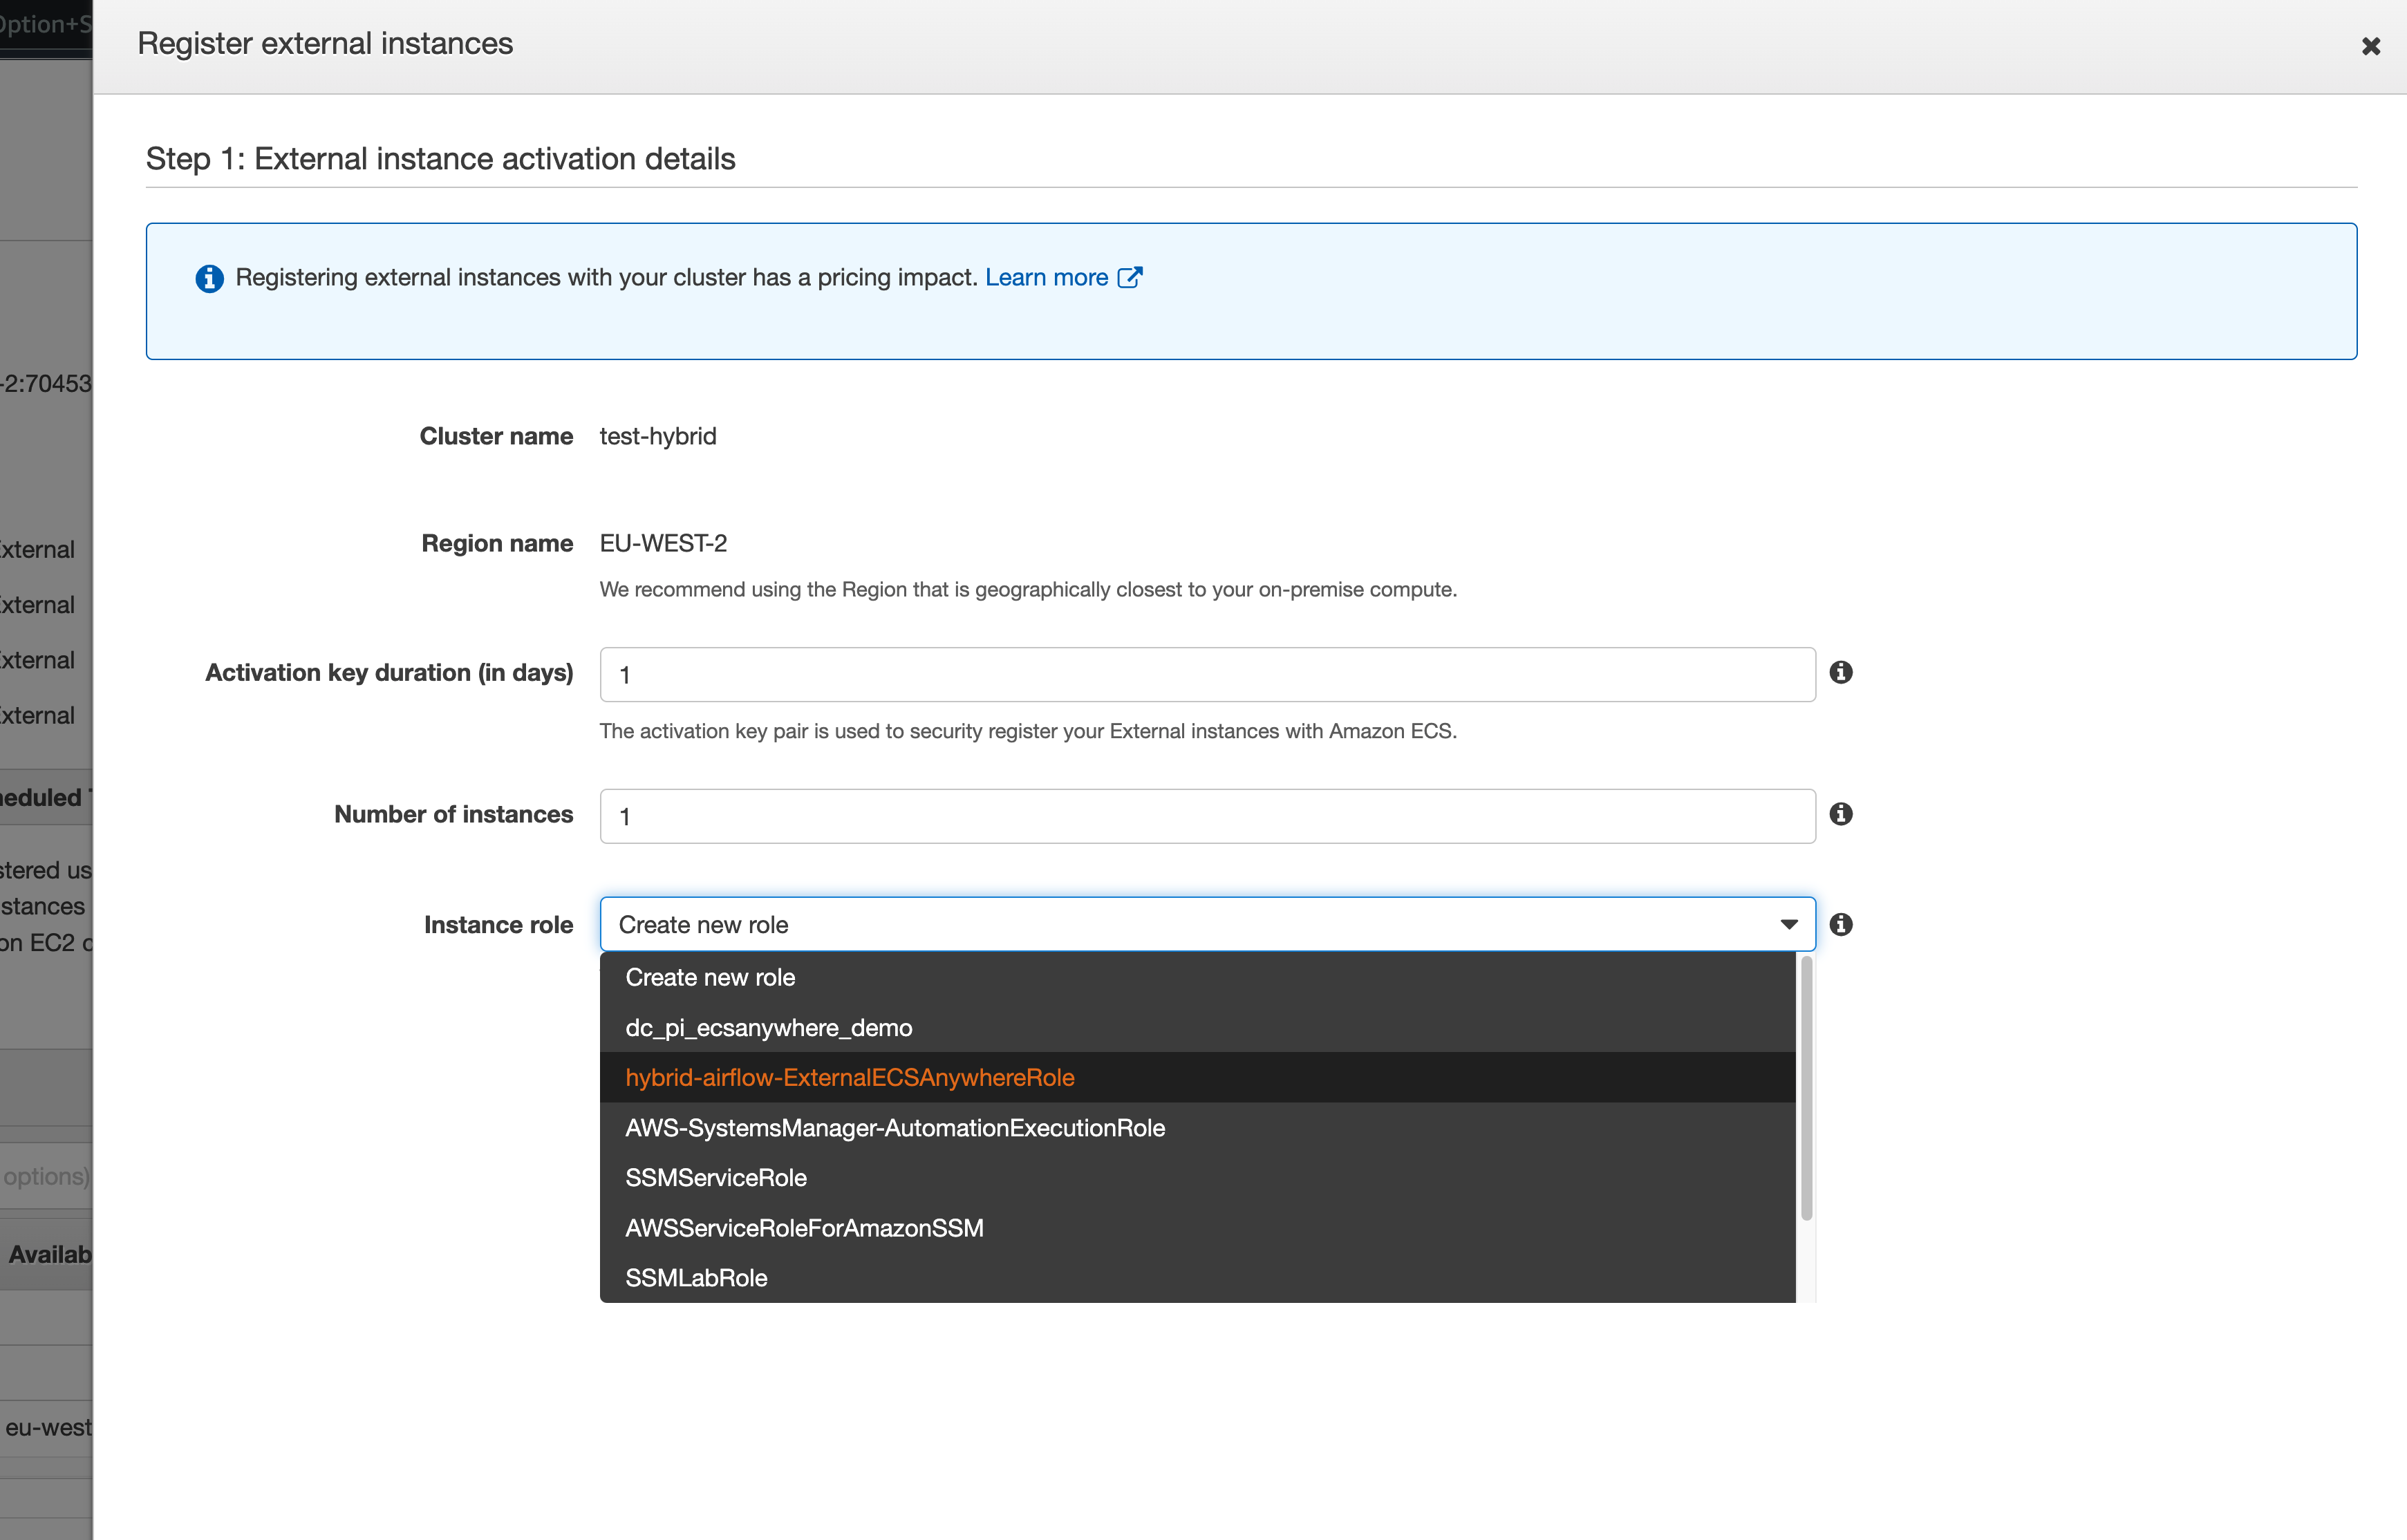 Register external instances
Step 1: External instance activation details
Registering external instances with your cluster has a pricing impact. Learn more
Cluster name test-hybrid
Region name EU-WEST-2
We recommend using the Region that is geographically closest to your on-premise compute.
Activation key duration (in days) 1
The activation key pair is used to security register your External instances with Amazon ECS.
Number of instances 1
Instance role Create new role
Create new role
dc_pi_ecsanywhere_demo
hybrid-airflow-ExternalECSAnywhereRole
AWS-SystemsManager-AutomationExecutionRole
SSMServiceRole
AWSServiceRoleForAmazonSSM
SSMLabRole
-2:70453
xternal
xternal
xternal
xternal
eduled
stered us
stances
on EC2
options)
Availab
eu-west